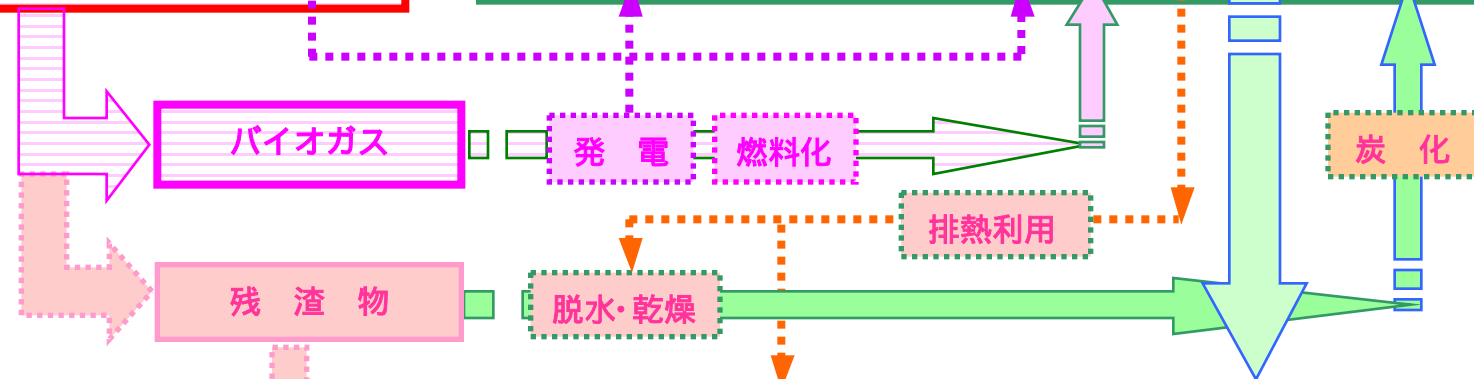 バイオガス
発　電
燃料化
炭　化
排熱利用
残　渣　物
脱水・乾燥